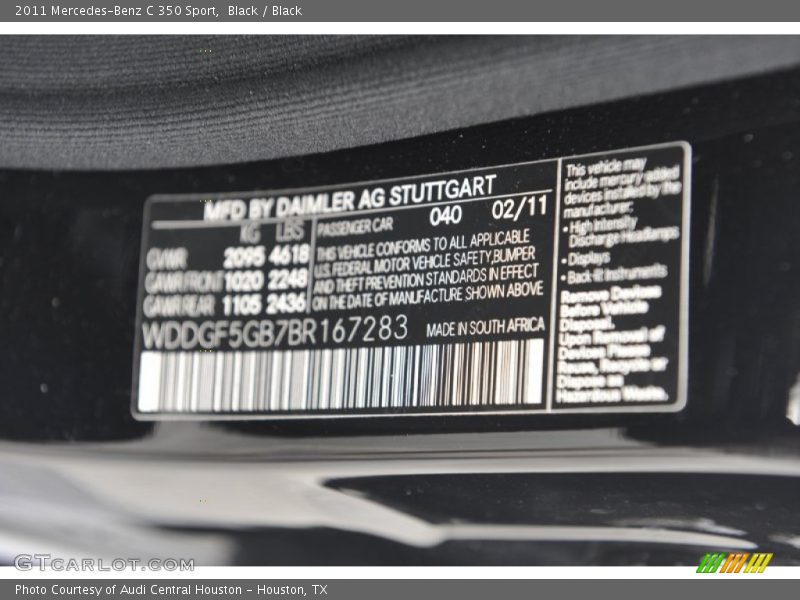 2011 Mercedes-Benz C 350 Sport,  Black / Black
MFD BY DAIMLER AG STUTTGART
KG LBS
GVWR 2095 4618
GAWR FRONT 1020 2248
GAWR REAR 1105 2436
PASSENGER CAR 040 02/11
THIS VEHICLE CONFORMS TO ALL APPLICABLE
U.S. FEDERAL MOTOR VEHICLE SAFETY, BUMPER
AND THEFT PREVENTION STANDARDS IN EFFECT
ON THE DATE OF MANUFACTURE SHOWN ABOVE
WDDGF5GB7BR167283 MADE IN SOUTH AFRICA
This vehicle may
include mercury added
devices installed by the
manufacturer:
• High Intensity
Discharge Headlamps
• Displays
• Back-lit Instruments
Remove Devices
Before Vehicle
Disposal.
Upon Removal of
Devices Please
Reuse, Recycle or
Dispose as
Hazardous Waste.
GTCARLOT.COM
Photo Courtesy of Audi Central Houston - Houston, TX